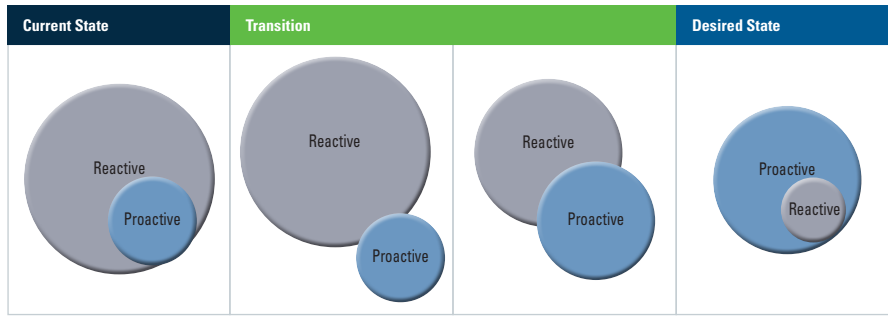 Current State
Transition
Desired State
Reactive
Proactive
Reactive
Proactive
Reactive
Proactive
Proactive
Reactive